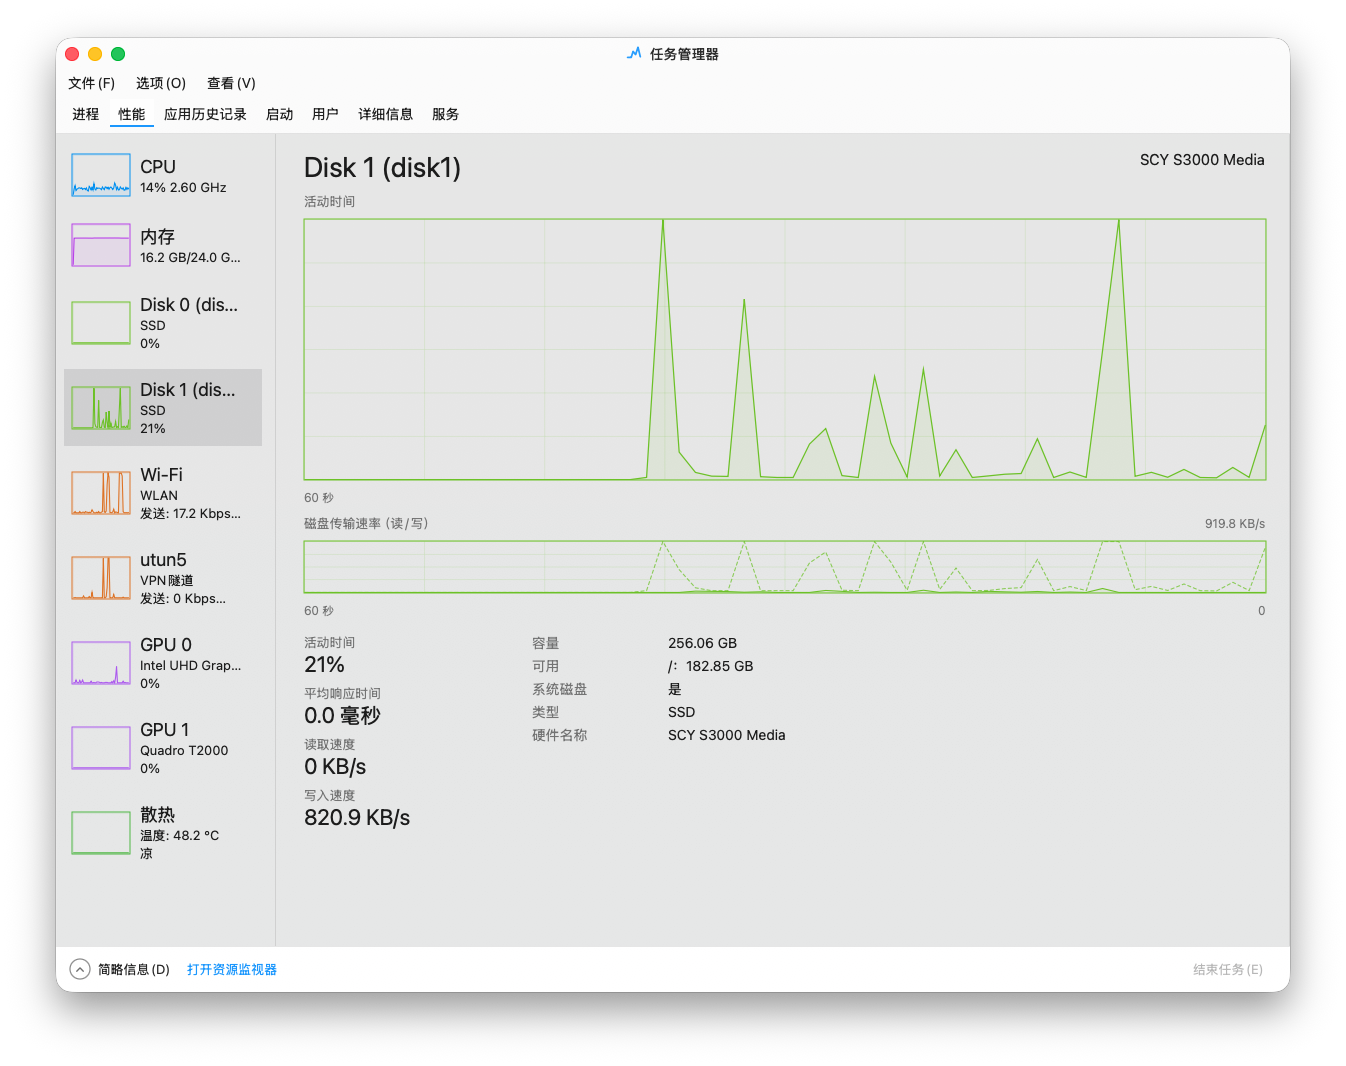 任务管理器
文件(F) 选项(O) 查看(V)
进程 性能 应用历史记录 启动 用户 详细信息 服务
CPU
14% 2.60 GHz
内存
16.2 GB/24.0 G...
Disk 0 (dis...
SSD
0%
Disk 1 (dis...
SSD
21%
Wi-Fi
WLAN
发送: 17.2 Kbps...
utun5
VPN 隧道
发送: 0 Kbps...
GPU 0
Intel UHD Grap...
0%
GPU 1
Quadro T2000
0%
散热
温度: 48.2 °C
凉
Disk 1 (disk1)
SCY S3000 Media
活动时间
60 秒
磁盘传输速率 (读/写)
919.8 KB/s
60 秒
0
活动时间
21%
平均响应时间
0.0 毫秒
读取速度
0 KB/s
写入速度
820.9 KB/s
容量 256.06 GB
可用 /: 182.85 GB
系统磁盘 是
类型 SSD
硬件名称 SCY S3000 Media
简略信息(D) 打开资源监视器
结束任务(E)